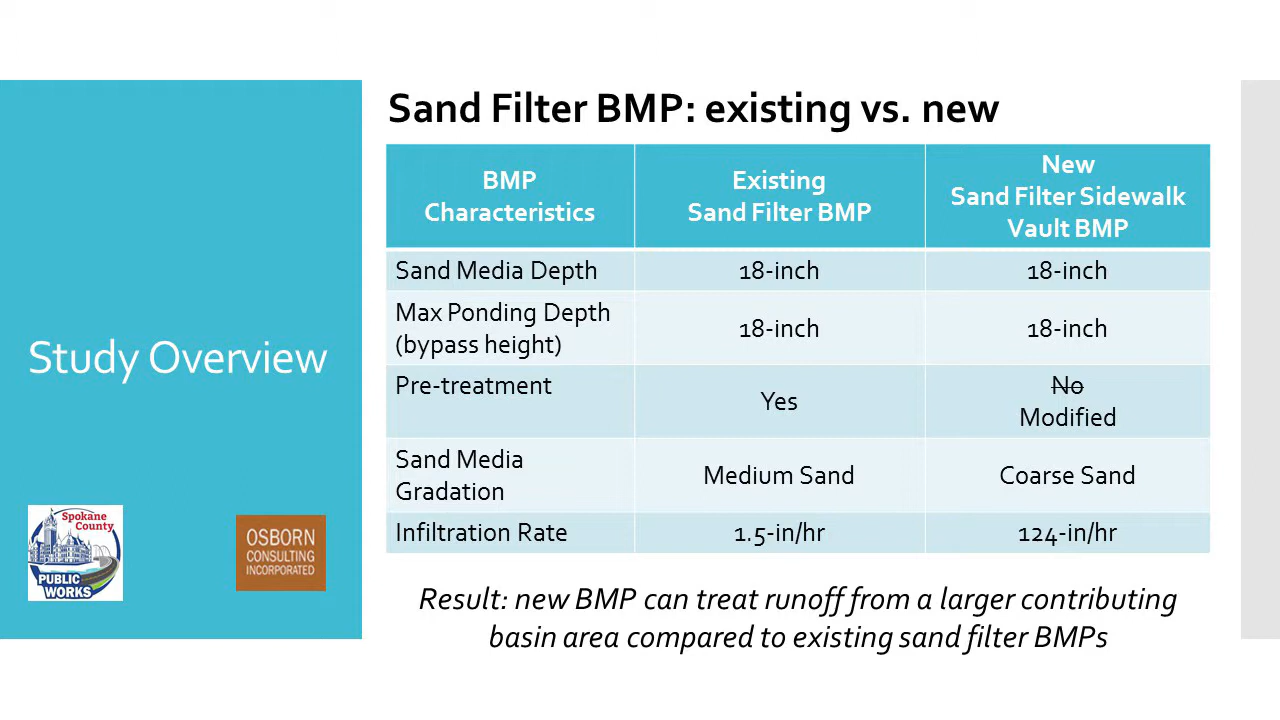 Sand Filter BMP: existing vs. new
BMP
Characteristics
Existing
Sand Filter BMP
New
Sand Filter Sidewalk
Vault BMP
Sand Media Depth
18-inch
18-inch
Max Ponding Depth
(bypass height)
18-inch
18-inch
Pre-treatment
Yes
No
Modified
Sand Media
Gradation
Medium Sand
Coarse Sand
Infiltration Rate
1.5-in/hr
124-in/hr
Result: new BMP can treat runoff from a larger contributing
basin area compared to existing sand filter BMPs
Study Overview
Spokane
County
PUBLIC
WORKS
OSBORN
CONSULTING
INCORPORATED